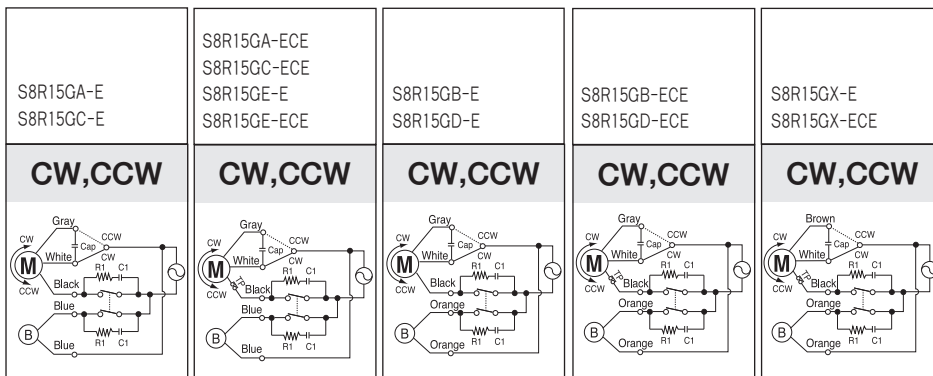 S8R15GA-E
S8R15GC-E
S8R15GA-ECE
S8R15GC-ECE
S8R15GE-E
S8R15GE-ECE
S8R15GB-E
S8R15GD-E
S8R15GB-ECE
S8R15GD-ECE
S8R15GX-E
S8R15GX-ECE
CW,CCW
CW,CCW
CW,CCW
CW,CCW
CW,CCW
Gray
CW
CCW
Cap
White
CW
M
R1 C1
CCW
Black
Blue
B
R1 C1
Blue
Gray
CW
CCW
Cap
White
CW
M
TP
R1 C1
CCW
Black
Blue
B
R1 C1
Blue
Gray
CW
CCW
Cap
White
CW
M
R1 C1
CCW
Black
Orange
B
R1 C1
Orange
Gray
CW
CCW
Cap
White
CW
M
TP
R1 C1
CCW
Black
Orange
B
R1 C1
Orange
Brown
CW
CCW
Cap
White
CW
M
TP
R1 C1
CCW
Black
Orange
B
R1 C1
Orange